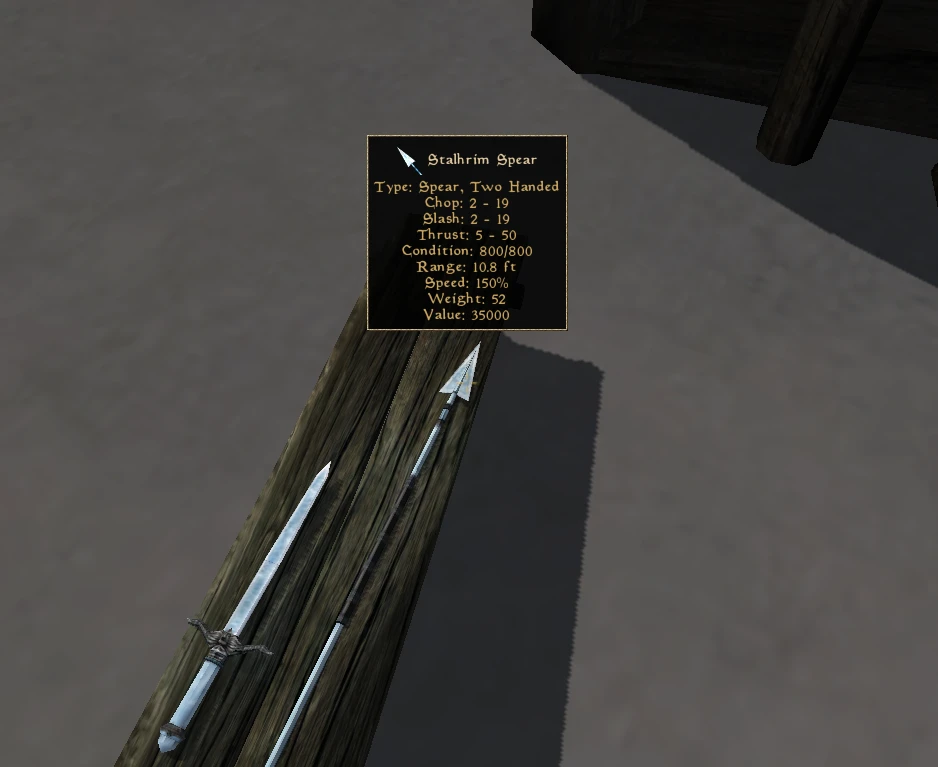 Stalhrim Spear
Type: Spear, Two Handed
Chop: 2 - 19
Slash: 2 - 19
Thrust: 5 - 50
Condition: 800/800
Range: 10.8 ft
Speed: 150%
Weight: 52
Value: 35000